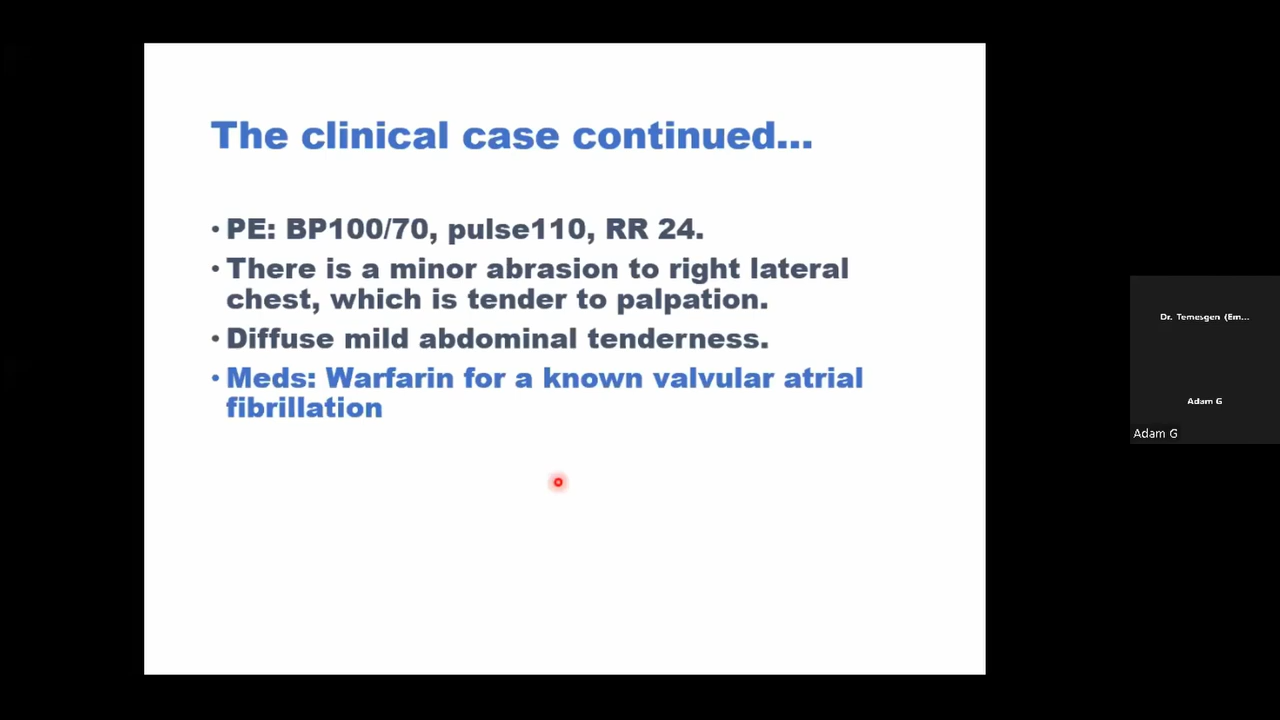 The clinical case continued...
• PE: BP100/70, pulse110, RR 24.
• There is a minor abrasion to right lateral
chest, which is tender to palpation.
• Diffuse mild abdominal tenderness.
• Meds: Warfarin for a known valvular atrial
fibrillation
Dr. Temesgen (Em...
Adam G
Adam G